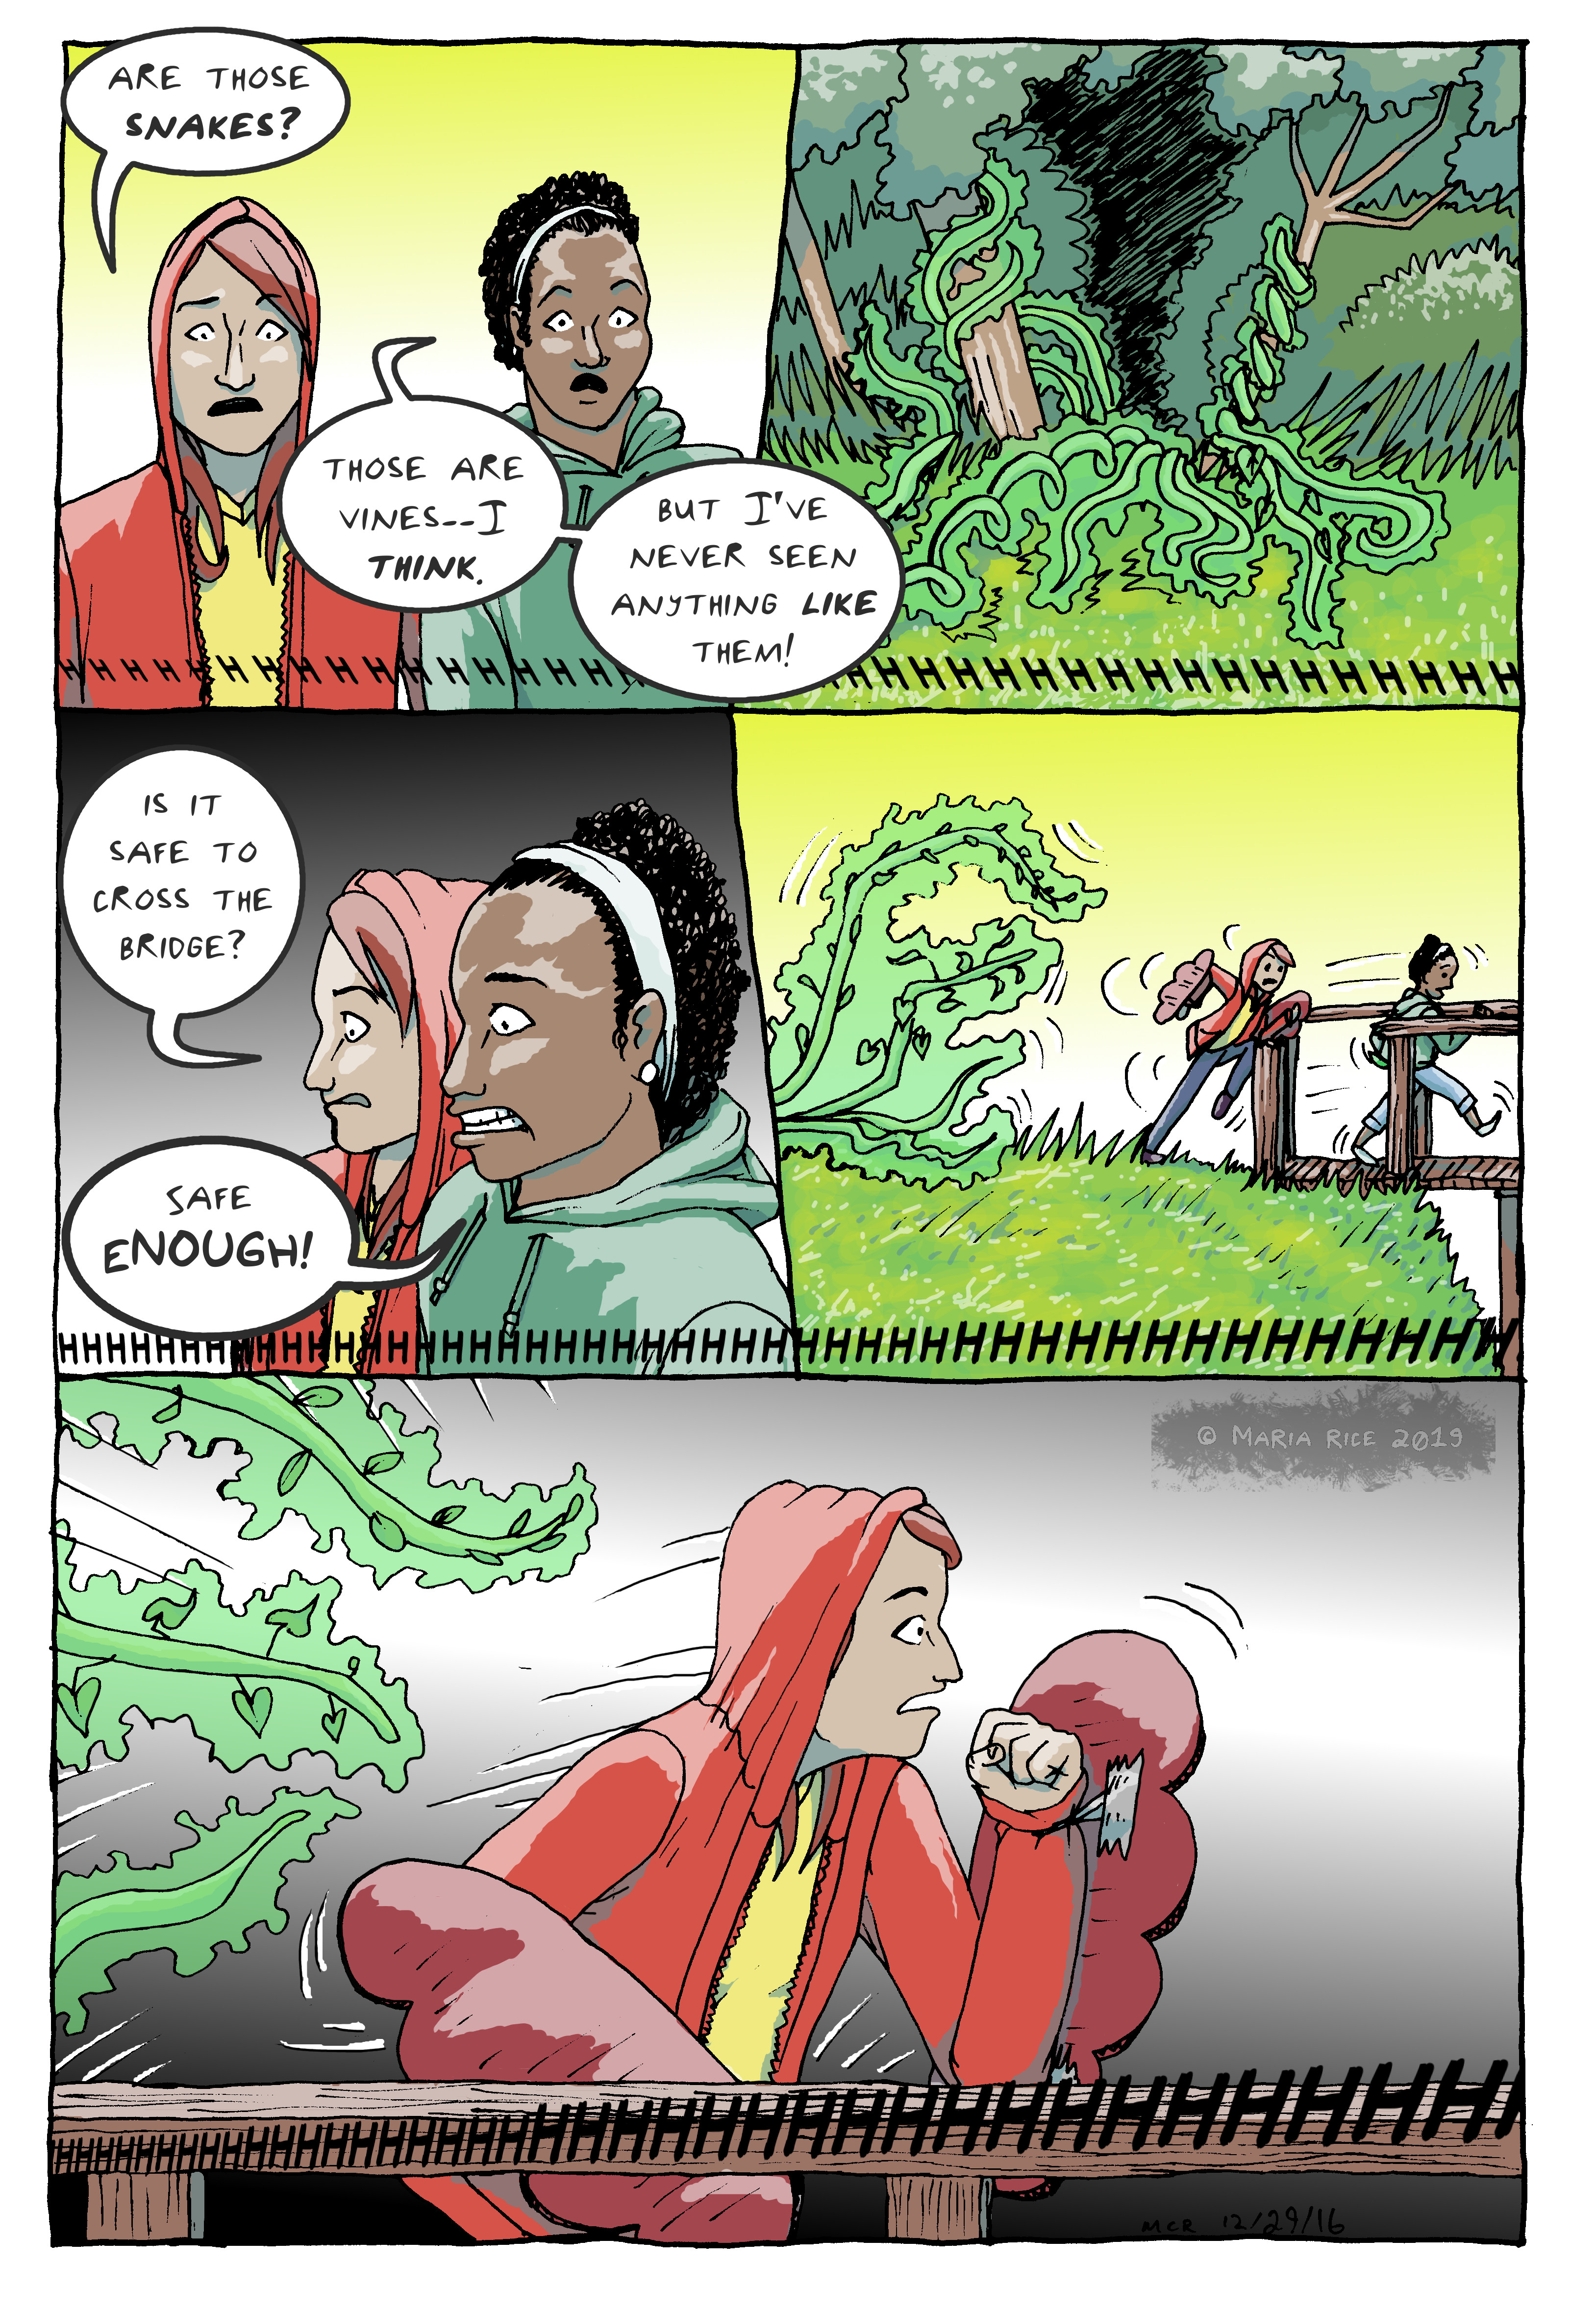 ARE THOSE
SNAKES?
THOSE ARE
VINES--I
THINK.
BUT I'VE
NEVER SEEN
ANYTHING LIKE
THEM!
IS IT
SAFE TO
CROSS THE
BRIDGE?
SAFE
ENOUGH!
© MARIA RICE 2019
MCR 12/29/16